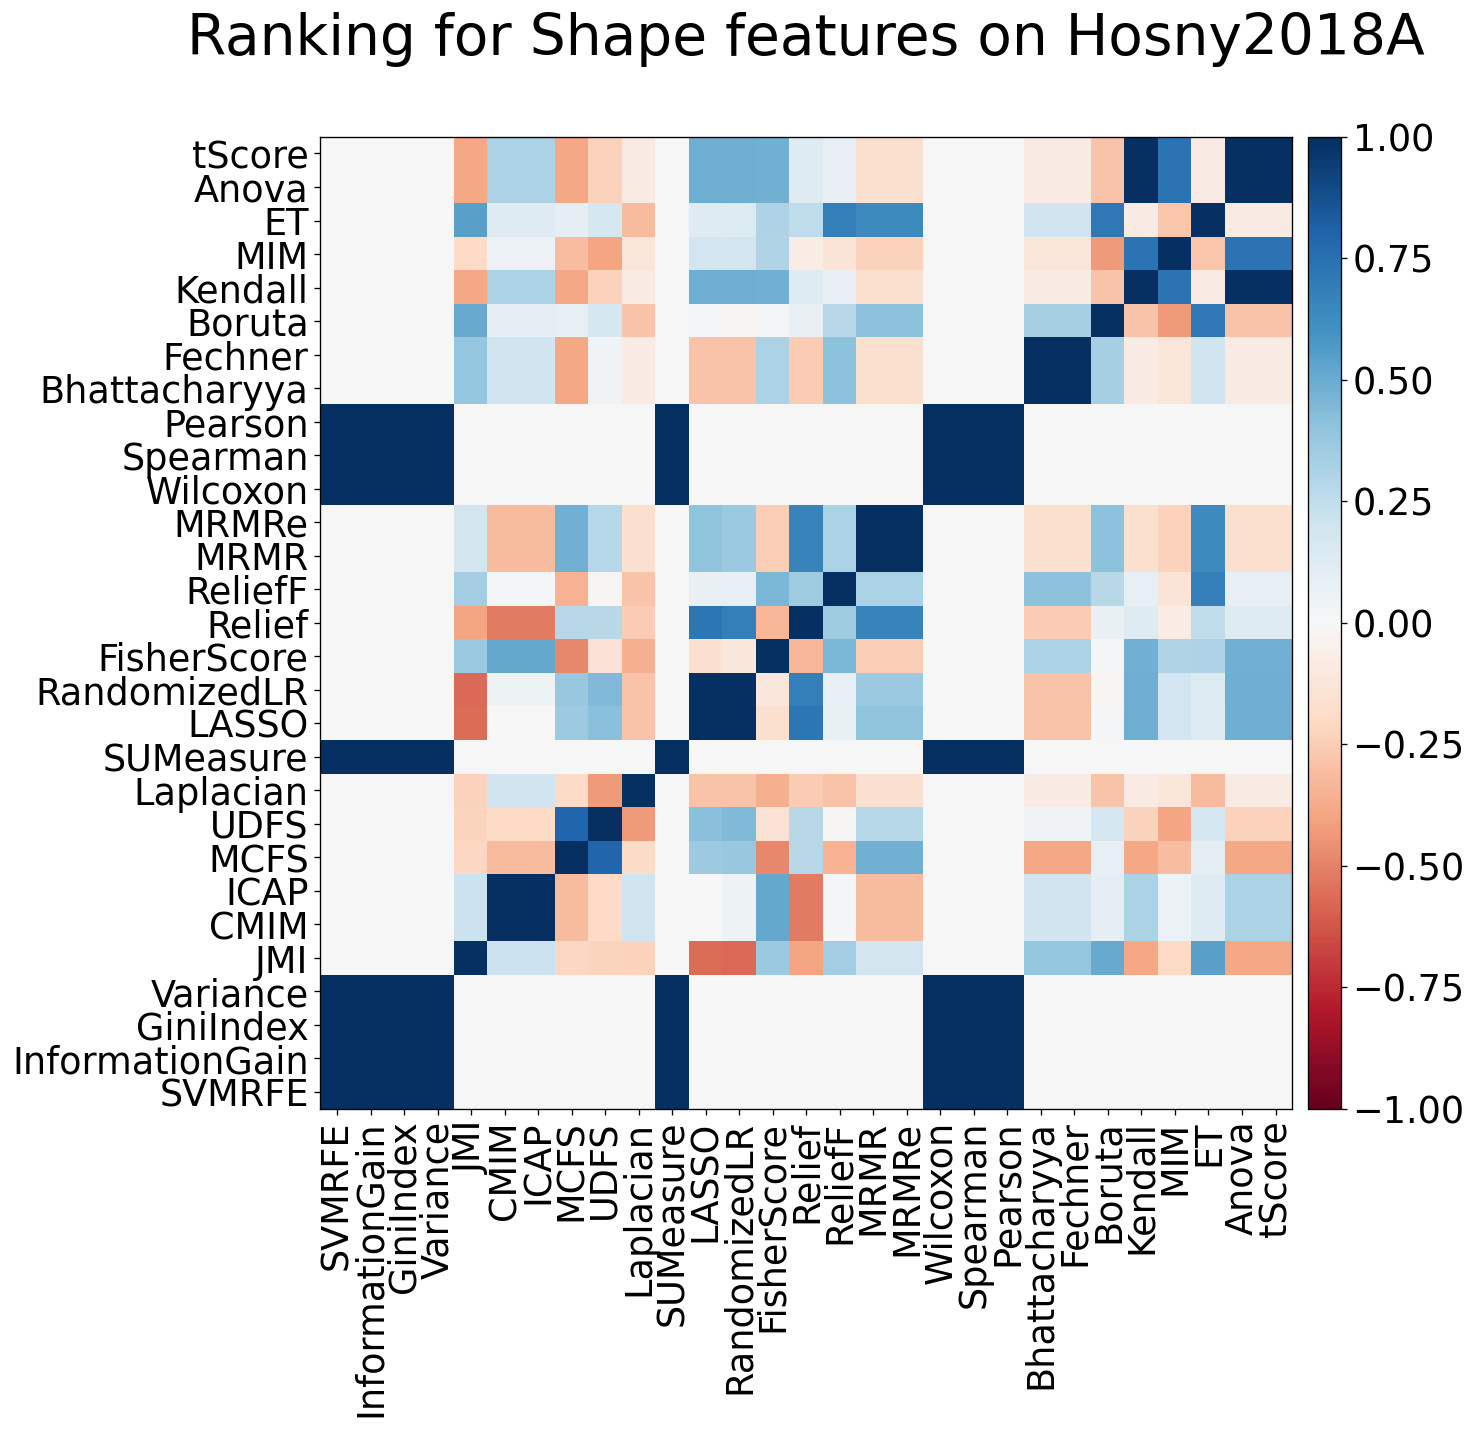 Ranking for Shape features on Hosny2018A
tScore
Anova
ET
MIM
Kendall
Boruta
Fechner
Bhattacharyya
Pearson
Spearman
Wilcoxon
MRMRe
MRMR
ReliefF
Relief
FisherScore
RandomizedLR
LASSO
SUMeasure
Laplacian
UDFS
MCFS
ICAP
CMIM
JMI
Variance
GiniIndex
InformationGain
SVMRFE
SVMRFE
InformationGain
GiniIndex
Variance
JMI
CMIM
ICAP
MCFS
UDFS
Laplacian
SUMeasure
LASSO
RandomizedLR
FisherScore
Relief
ReliefF
MRMR
MRMRe
Wilcoxon
Spearman
Pearson
Bhattacharyya
Fechner
Boruta
Kendall
MIM
ET
Anova
tScore
1.00
0.75
0.50
0.25
0.00
−0.25
−0.50
−0.75
−1.00